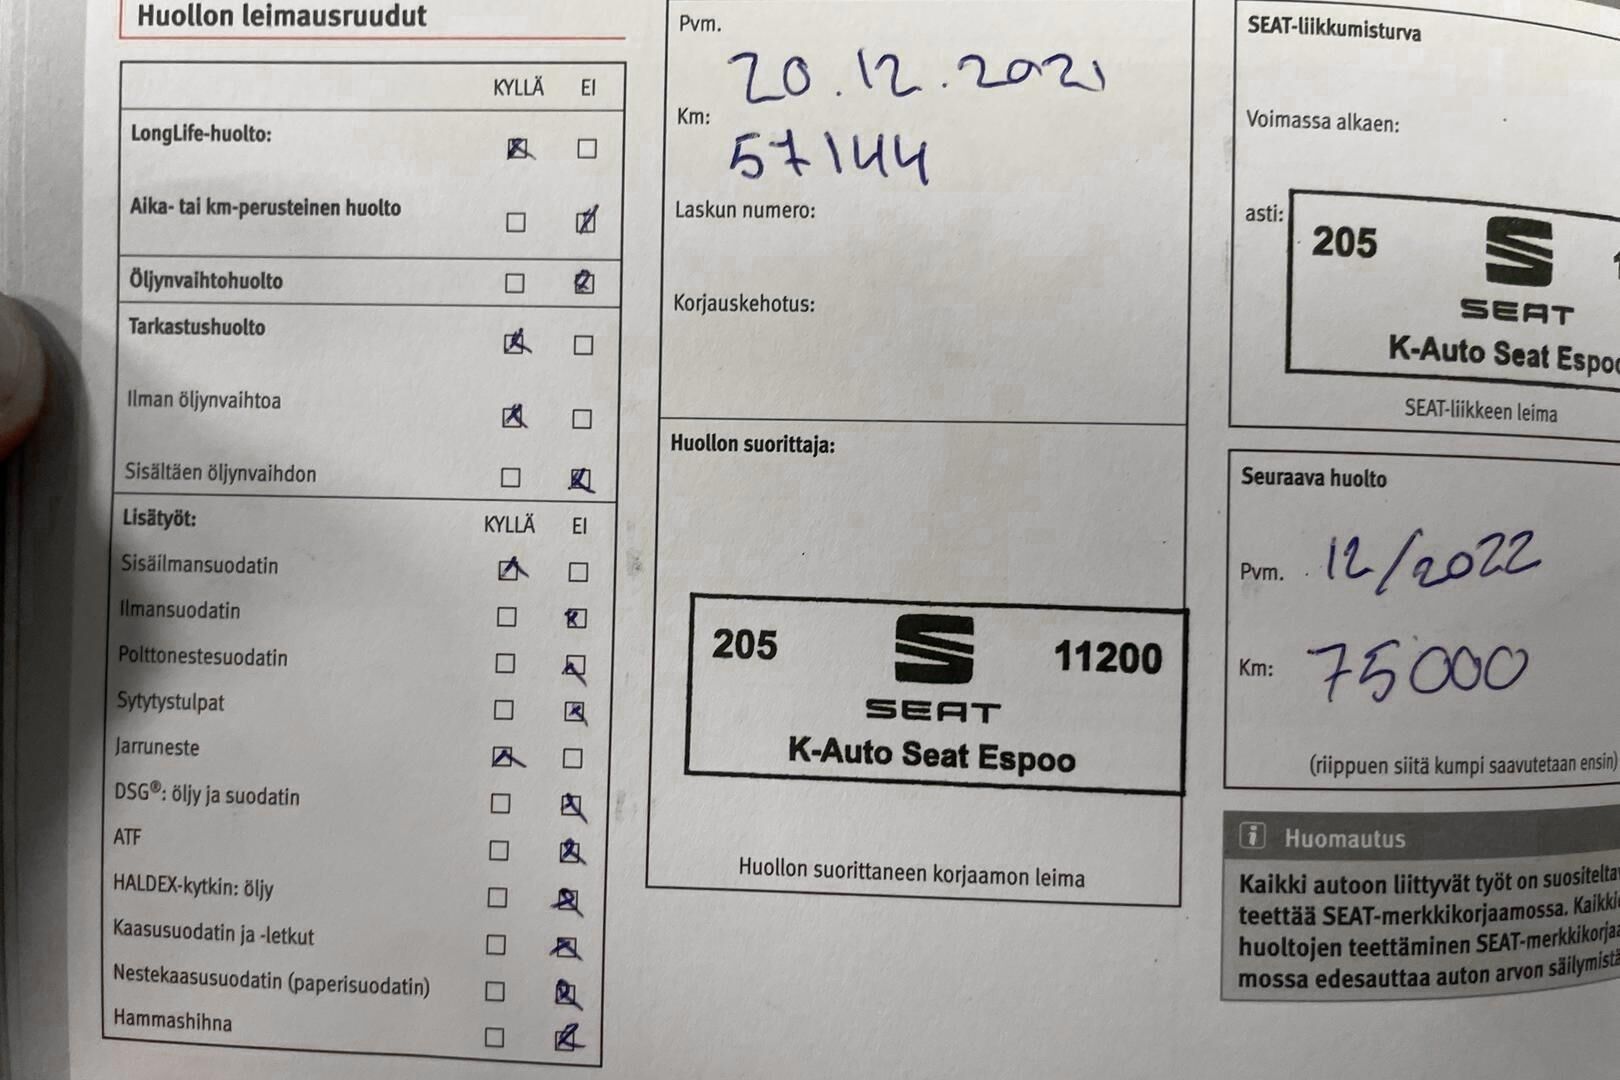 Huollon leimausruudut
KYLLÄ EI
LongLife-huolto:
Aika- tai km-perusteinen huolto
Öljynvaihtohuolto
Tarkastushuolto
Ilman öljynvaihtoa
Sisältäen öljynvaihdon
Lisätyöt: KYLLÄ EI
Sisäilmansuodatin
Ilmansuodatin
Polttonestesuodatin
Sytytystulpat
Jarruneste
DSG®: öljy ja suodatin
ATF
HALDEX-kytkin: öljy
Kaasusuodatin ja -letkut
Nestekaasusuodatin (paperisuodatin)
Hammashihna
Pvm.
20.12.2021
Km:
57144
Laskun numero:
Korjauskehotus:
Huollon suorittaja:
205 11200
SEAT
K-Auto Seat Espoo
Huollon suorittaneen korjaamon leima
SEAT-liikkumisturva
Voimassa alkaen:
asti:
205
SEAT
K-Auto Seat
SEAT-liikkeen leima
Seuraava huolto
Pvm. 12/2022
Km: 75000
(riippuen siitä kumpi saavutetaan ensin)
i Huomautus
Kaikki autoon liittyvät työt on
teettää SEAT-merkkikorjaamossa.
huoltojen teettäminen
mossa edesauttaa auton arvon